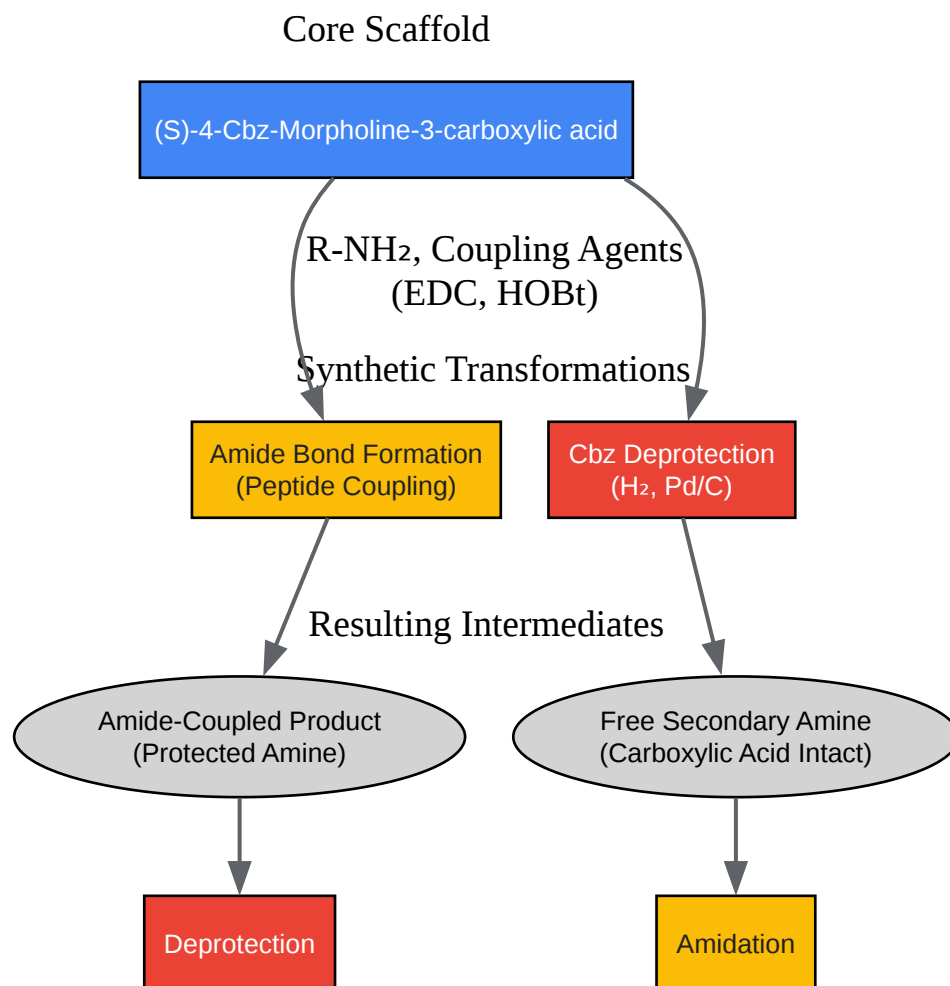 Core Scaffold
(S)-4-Cbz-Morpholine-3-carboxylic acid
R-NH₂, Coupling Agents
(EDC, HOBt)
Synthetic Transformations
Amide Bond Formation
(Peptide Coupling)
Cbz Deprotection
(H₂, Pd/C)
Resulting Intermediates
Amide-Coupled Product
(Protected Amine)
Free Secondary Amine
(Carboxylic Acid Intact)
Deprotection
Amidation